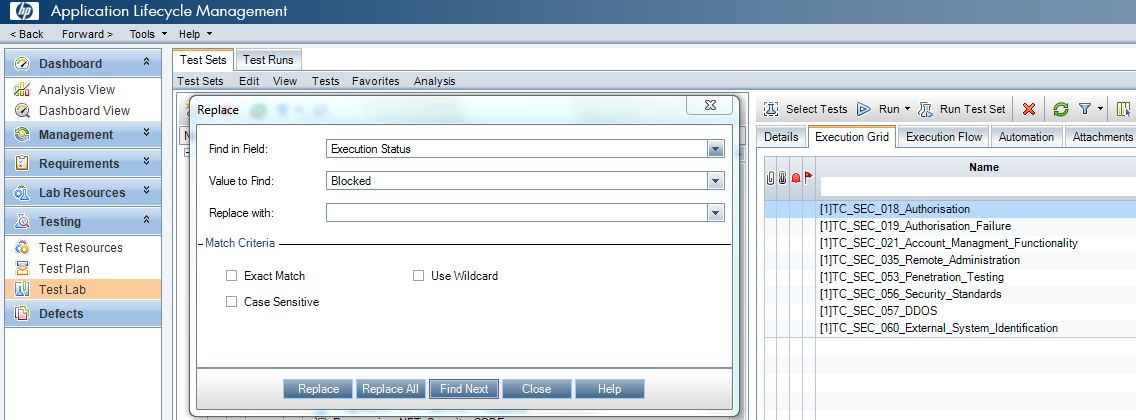 hp Application Lifecycle Management
< Back Forward > Tools Help
Dashboard
Analysis View
Dashboard View
Management
Requirements
Lab Resources
Testing
Test Resources
Test Plan
Test Lab
Defects
Test Sets Test Runs
Test Sets Edit View Tests Favorites Analysis
Replace
Find in Field: Execution Status
Value to Find: Blocked
Replace with:
Match Criteria
Exact Match Use Wildcard
Case Sensitive
Replace Replace All Find Next Close Help
Select Tests Run Run Test Set
Details Execution Grid Execution Flow Automation Attachments
Name
[1]TC_SEC_018_Authorisation
[1]TC_SEC_019_Authorisation_Failure
[1]TC_SEC_021_Account_Managment_Functionality
[1]TC_SEC_035_Remote_Administration
[1]TC_SEC_053_Penetration_Testing
[1]TC_SEC_056_Security_Standards
[1]TC_SEC_057_DDOS
[1]TC_SEC_060_External_System_Identification